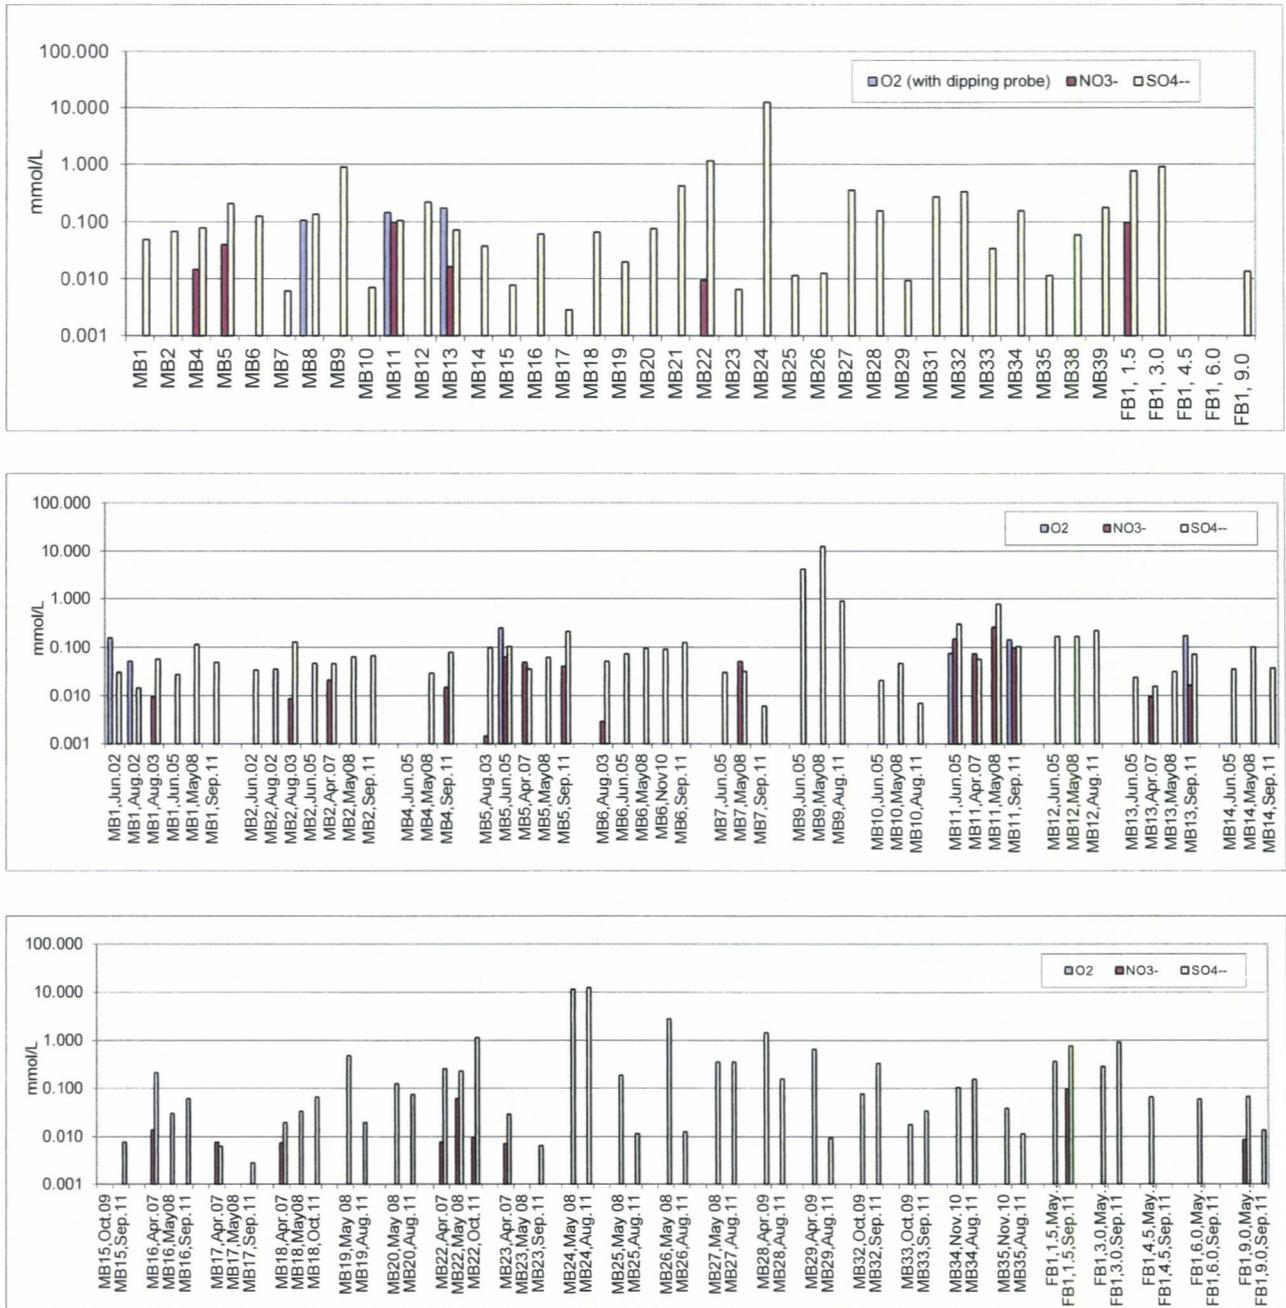 100.000
10.000
1.000
0.100
0.010
0.001
mmol/L
O2 (with dipping probe) NO3- SO4--
MB1
MB2
MB4
MB5
MB6
MB7
MB8
MB9
MB10
MB11
MB12
MB13
MB14
MB15
MB16
MB17
MB18
MB19
MB20
MB21
MB22
MB23
MB24
MB25
MB26
MB27
MB28
MB29
MB31
MB32
MB33
MB34
MB35
MB38
MB39
FB1, 1.5
FB1, 3.0
FB1, 4.5
FB1, 6.0
FB1, 9.0
100.000
10.000
1.000
0.100
0.010
0.001
mmol/L
O2 NO3- SO4--
MB1,Jun.02
MB1,Aug.02
MB1,Aug.03
MB1,Jun.05
MB1,May08
MB1,Sep.11
MB2,Jun.02
MB2,Aug.02
MB2,Aug.03
MB2,Jun.05
MB2,Apr.07
MB2,May08
MB2,Sep.11
MB4,Jun.05
MB4,May08
MB4,Sep.11
MB5,Aug.03
MB5,Jun.05
MB5,Apr.07
MB5,May08
MB5,Sep.11
MB6,Aug.03
MB6,Jun.05
MB6,May08
MB6,Nov10
MB6,Sep.11
MB7,Jun.05
MB7,May08
MB7,Sep.11
MB9,Jun.05
MB9,May08
MB9,Aug.11
MB10,Jun.05
MB10,May08
MB10,Aug.11
MB11,Jun.05
MB11,Apr.07
MB11,May08
MB11,Sep.11
MB12,Jun.05
MB12,May08
MB12,Aug.11
MB13,Jun.05
MB13,Apr.07
MB13,May08
MB13,Sep.11
MB14,Jun.05
MB14,May08
MB14,Sep.11
100.000
10.000
1.000
0.100
0.010
0.001
mmol/L
O2 NO3- SO4--
MB15,Oct.09
MB15,Sep.11
MB16,Apr.07
MB16,May08
MB16,Sep.11
MB17,Apr.07
MB17,May08
MB17,Sep.11
MB18,Apr.07
MB18,May08
MB18,Oct.11
MB19,May 08
MB19,Aug.11
MB20,May 08
MB20,Aug.11
MB22,Apr.07
MB22,May 08
MB22,Oct.11
MB23,Apr.07
MB23,May 08
MB23,Sep.11
MB24,May 08
MB24,Aug.11
MB25,May 08
MB25,Aug.11
MB26,May 08
MB26,Aug.11
MB27,May 08
MB27,Aug.11
MB28,Apr.09
MB28,Aug.11
MB29,Apr.09
MB29,Aug.11
MB32,Oct.09
MB32,Sep.11
MB33,Oct.09
MB33,Sep.11
MB34,Nov.10
MB34,Aug.11
MB35,Nov.10
MB35,Aug.11
FB1,1.5,May..
FB1,1.5,Sep.11
FB1,3.0,May..
FB1,3.0,Sep.11
FB1,4.5,May..
FB1,4.5,Sep.11
FB1,6.0,May..
FB1,6.0,Sep.11
FB1,9.0,May..
FB1,9.0,Sep.11